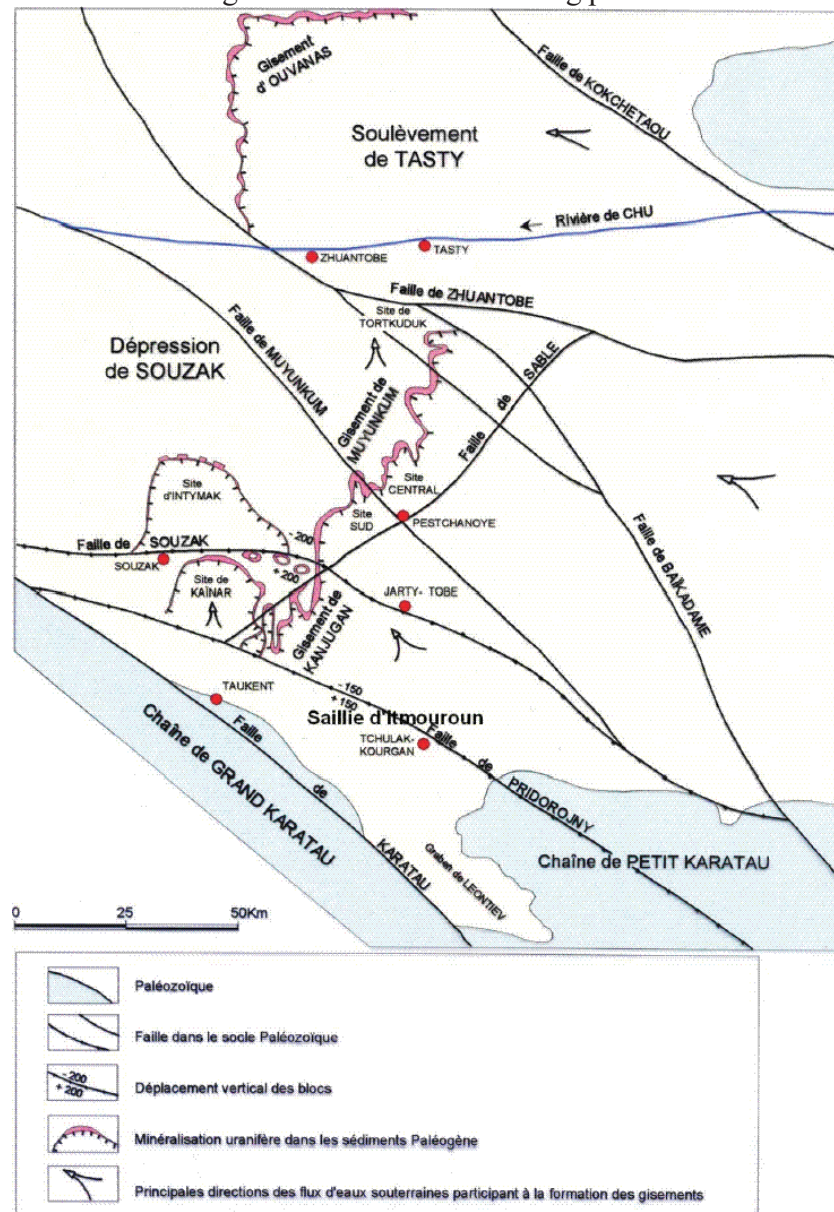 Gisement
d' OUVANAS
Faille de KOKCHETAOU
Soulèvement
de TASTY
Rivière de CHU
ZHUANTOBE
TASTY
Faille de ZHUANTOBE
Site de
TORTKUDUK
Faille de MUYUNKUM
Dépression
de SOUZAK
Gisement de
MUYUNKUM
Faille de SABLE
Site
d'INTYMAK
Site
CENTRAL
Site
SUD
PESTCHANOYE
- 200
+ 200
Faille de SOUZAK
SOUZAK
Site de
KAÏNAR
Faille de BAÏKADAME
JARTY- TOBE
Gisement de
KANJUGAN
TAUKENT
- 150
+ 150
Saillie d'Itmouroun
TCHULAK-
KOURGAN
Faille de PRIDOROJNY
Chaîne de GRAND KARATAU
Faille de KARATAU
Graben de LEONTIEV
Chaîne de PETIT KARATAU
0 25 50Km
Paléozoïque
Faille dans le socle Paléozoïque
- 200
+ 200
Déplacement vertical des blocs
Minéralisation uranifère dans les sédiments Paléogène
Principales directions des flux d'eaux souterraines participant à la formation des gisements